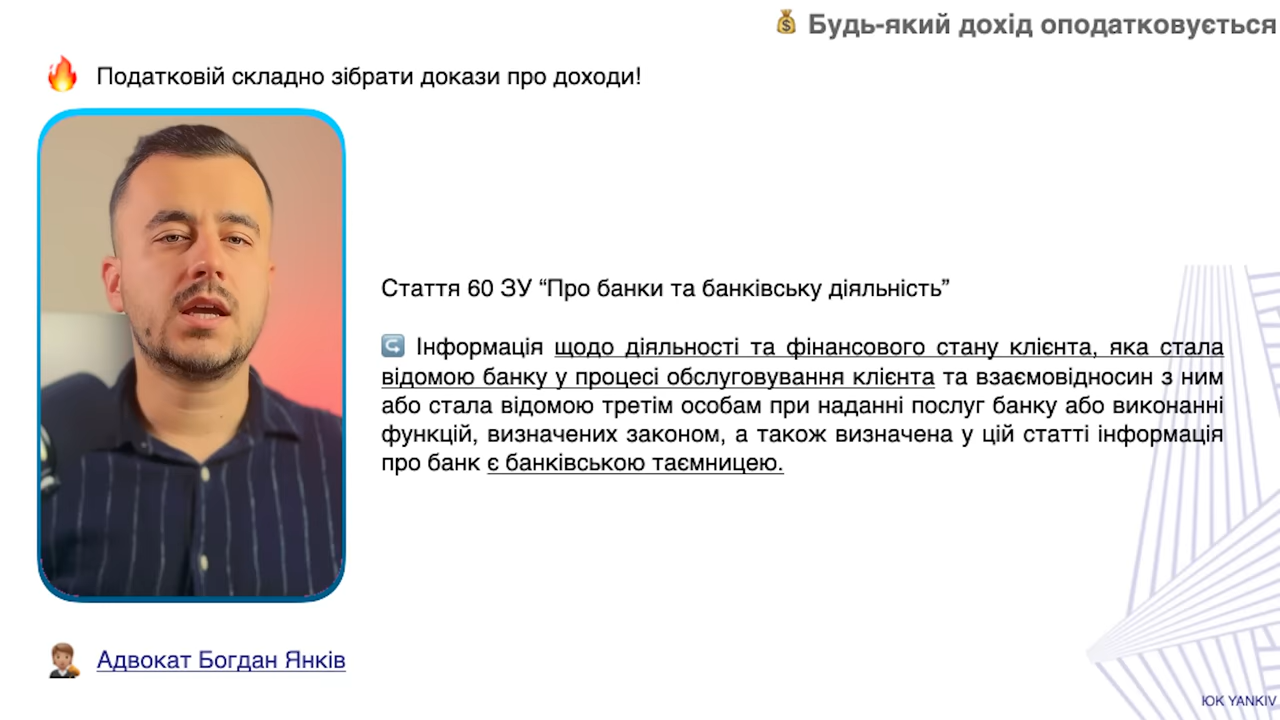 💰 Будь-який дохід оподатковується
🔥 Податковій складно зібрати докази про доходи!
Стаття 60 ЗУ “Про банки та банківську діяльність”
↪️ Інформація щодо діяльності та фінансового стану клієнта, яка стала
відомою банку у процесі обслуговування клієнта та взаємовідносин з ним
або стала відомою третім особам при наданні послуг банку або виконанні
функцій, визначених законом, а також визначена у цій статті інформація
про банк є банківською таємницею.
Адвокат Богдан Янків
ЮК YANKIV